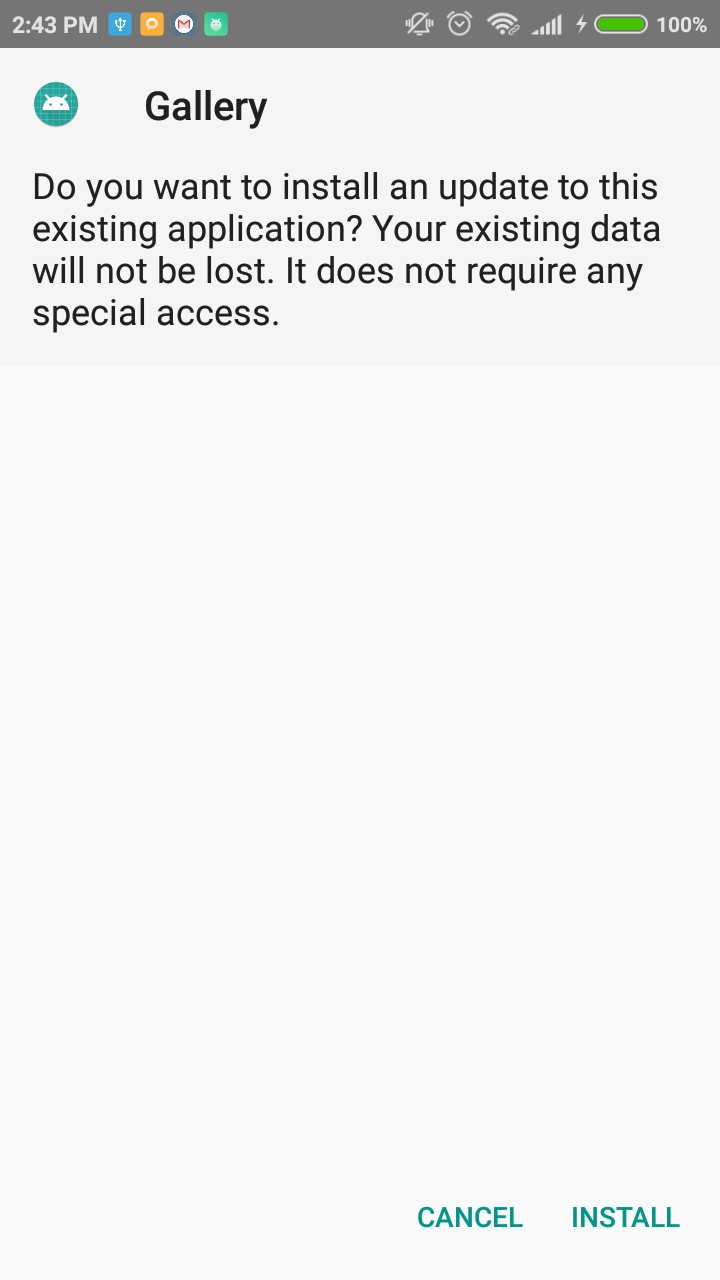 2:43 PM 100%
Gallery
Do you want to install an update to this
existing application? Your existing data
will not be lost. It does not require any
special access.
CANCEL INSTALL